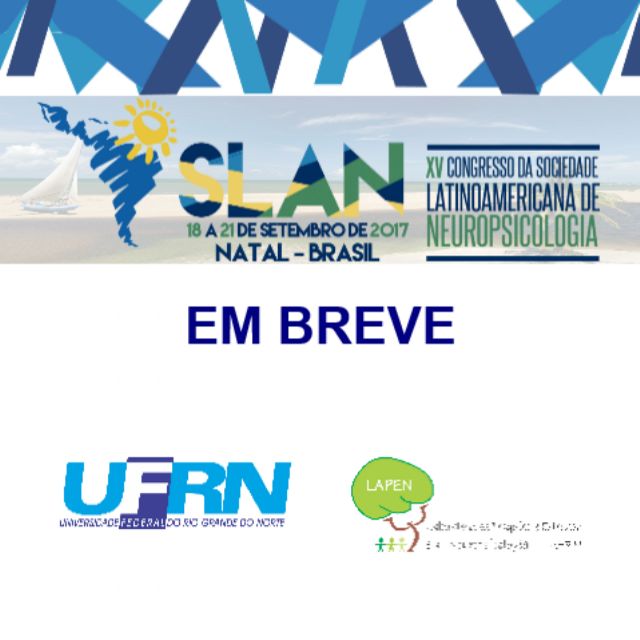 SLAN
18 A 21 DE SETEMBRO DE 2017
NATAL - BRASIL
XV CONGRESSO DA SOCIEDADE
LATINOAMERICANA DE
NEUROPSICOLOGIA
EM BREVE
UFRN
UNIVERSIDADE FEDERAL DO RIO GRANDE DO NORTE
LAPEN